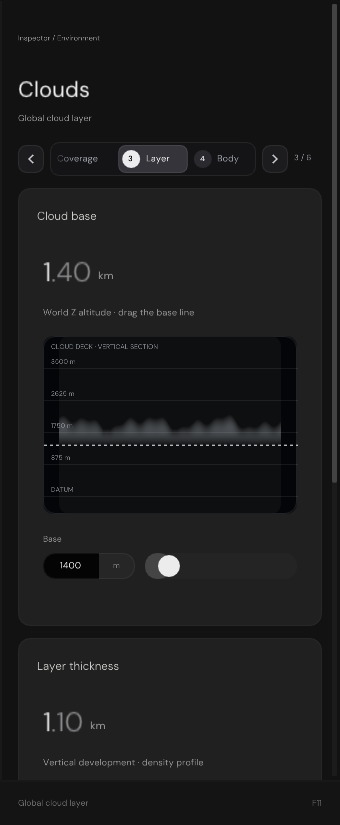 Inspector / Environment
Clouds
Global cloud layer
Coverage
3 Layer
4 Body
3 / 6
Cloud base
1.40 km
World Z altitude · drag the base line
CLOUD DECK · VERTICAL SECTION
3500 m
2625 m
1750 m
875 m
DATUM
Base
1400 m
Layer thickness
1.10 km
Vertical development · density profile
Global cloud layer
F11